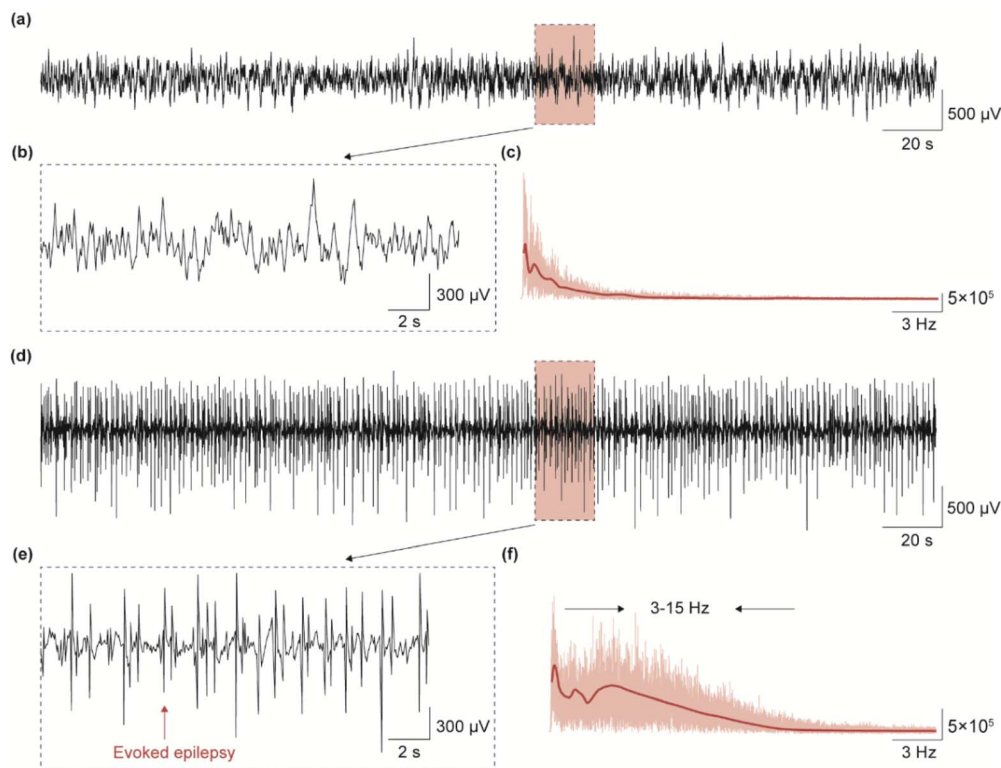 (a)
500 µV
20 s
(b)
(c)
300 µV
2 s
5×10⁵
3 Hz
(d)
500 µV
20 s
(e)
(f)
3-15 Hz
300 µV
2 s
Evoked epilepsy
5×10⁵
3 Hz